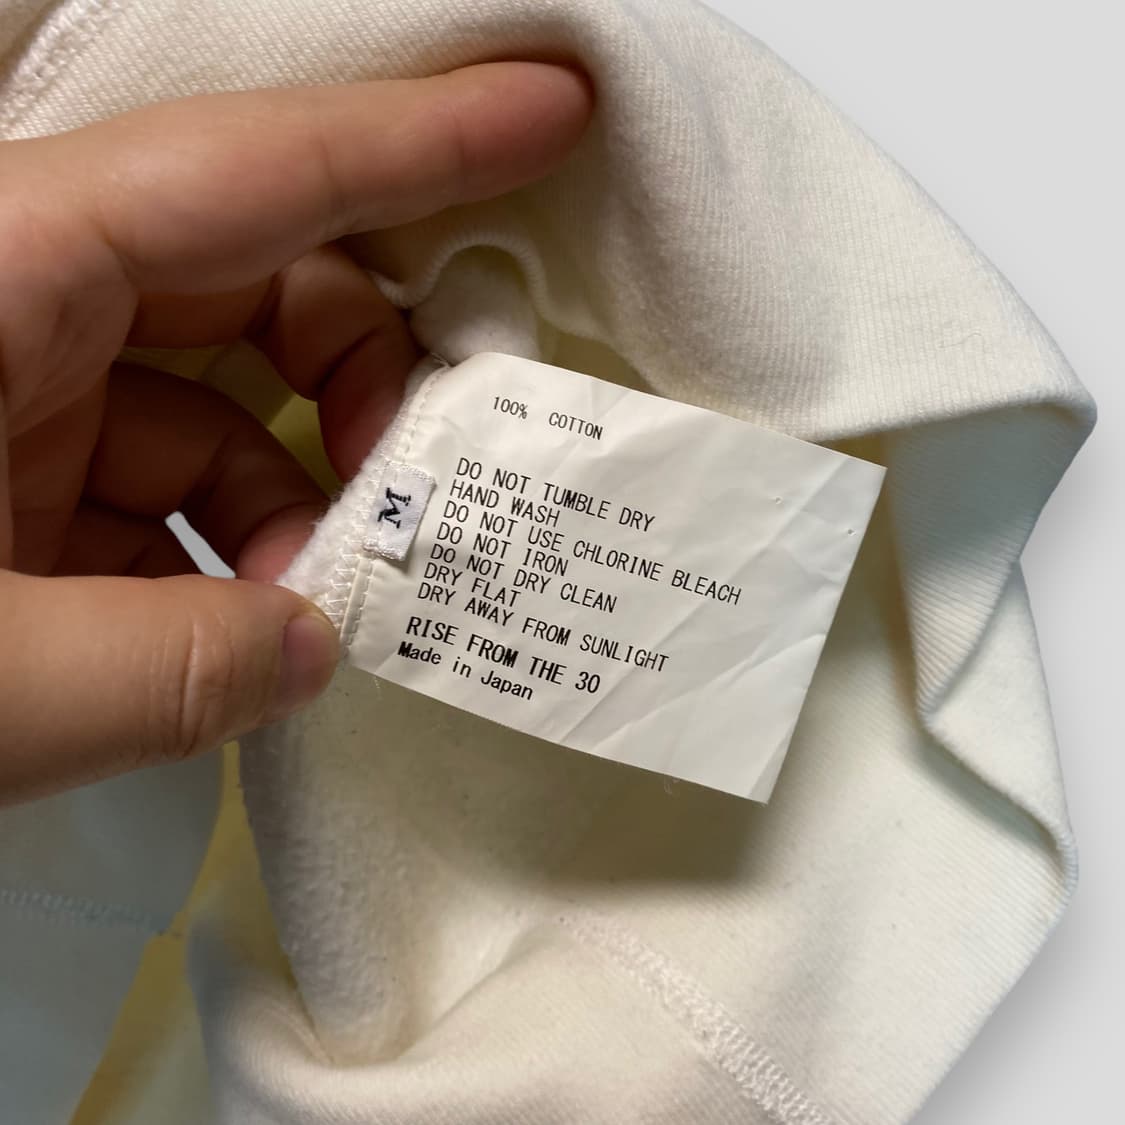 100% COTTON
M
DO NOT TUMBLE DRY
HAND WASH
DO NOT USE CHLORINE BLEACH
DO NOT IRON
DO NOT DRY CLEAN
DRY FLAT
DRY AWAY FROM SUNLIGHT
RISE FROM THE 30
Made in Japan